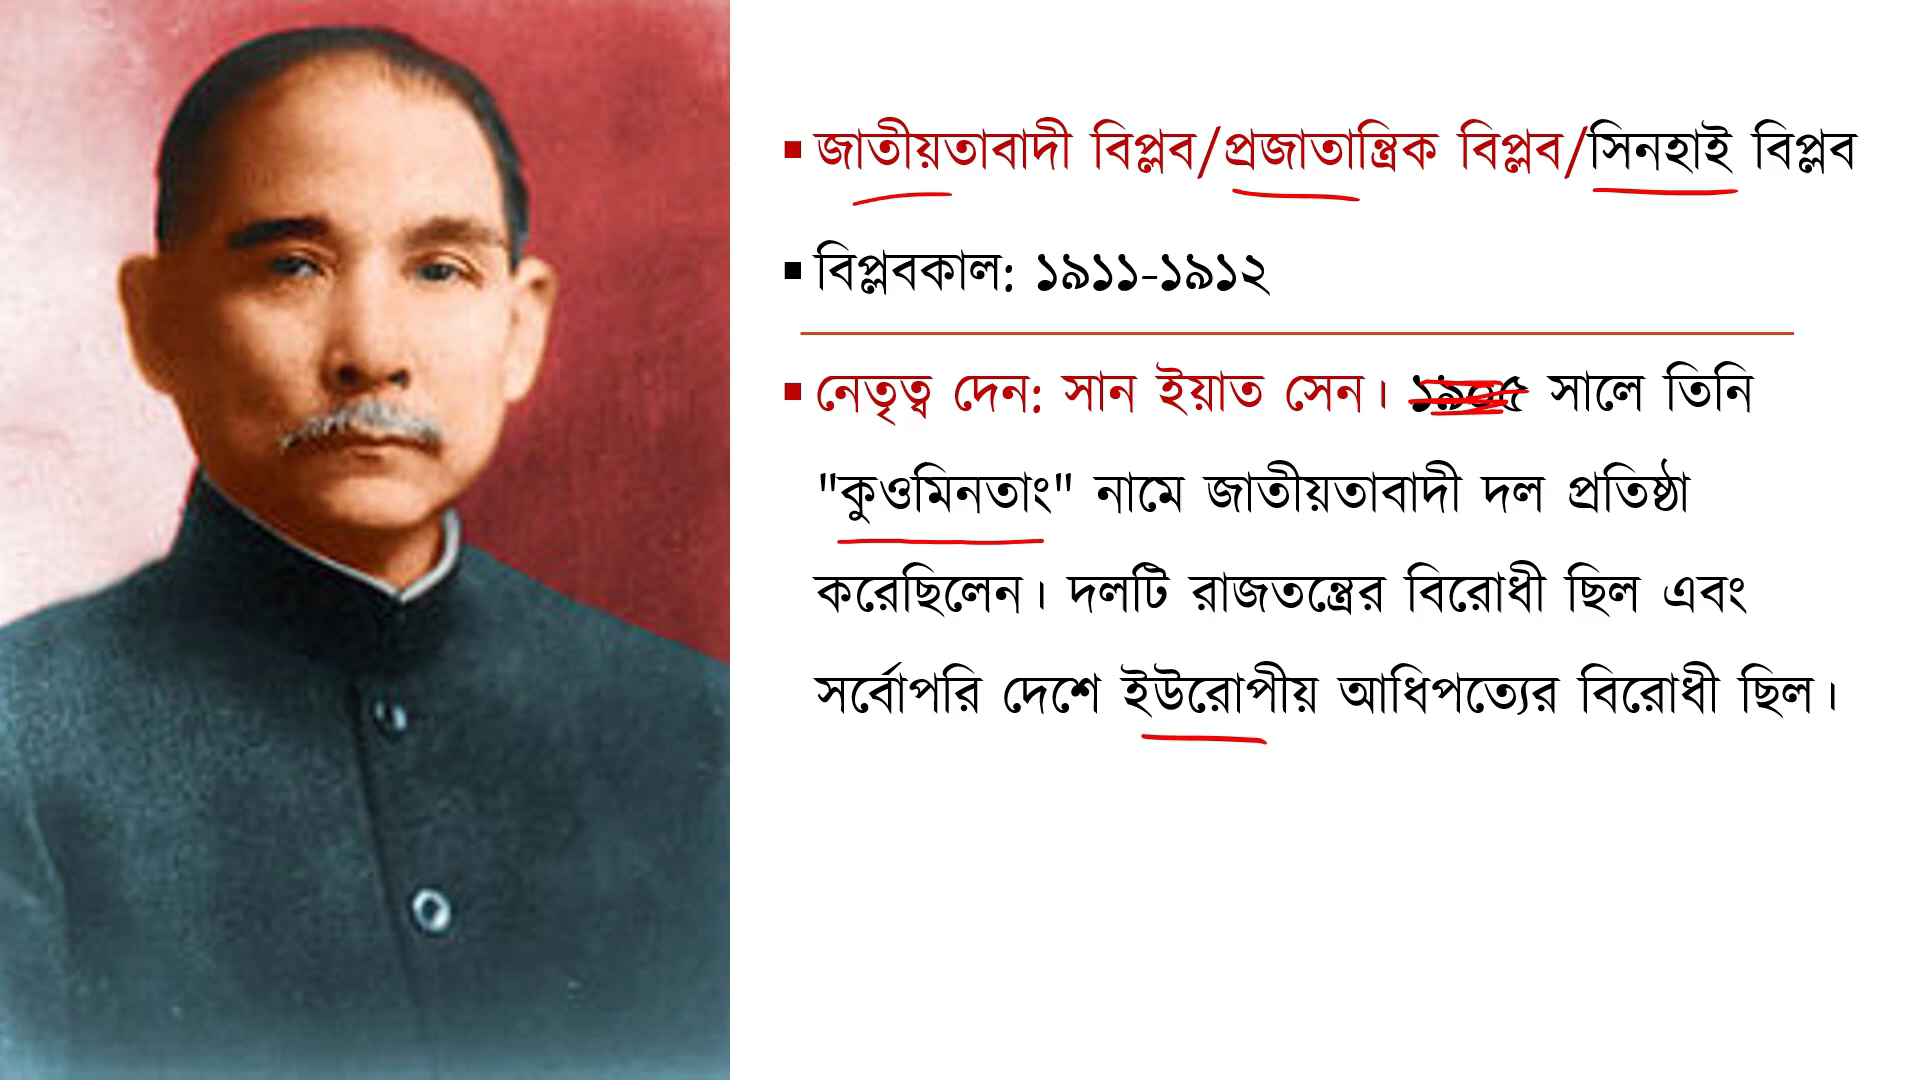 জাতীয়তাবাদী বিপ্লব/প্রজাতান্ত্রিক বিপ্লব/সিনহাই বিপ্লব
বিপ্লবকাল: ১৯১১-১৯১২
নেতৃত্ব দেন: সান ইয়াত সেন। ১৯০৫ সালে তিনি
"কুওমিনতাং" নামে জাতীয়তাবাদী দল প্রতিষ্ঠা
করেছিলেন। দলটি রাজতন্ত্রের বিরোধী ছিল এবং
সর্বোপরি দেশে ইউরোপীয় আধিপত্যের বিরোধী ছিল।